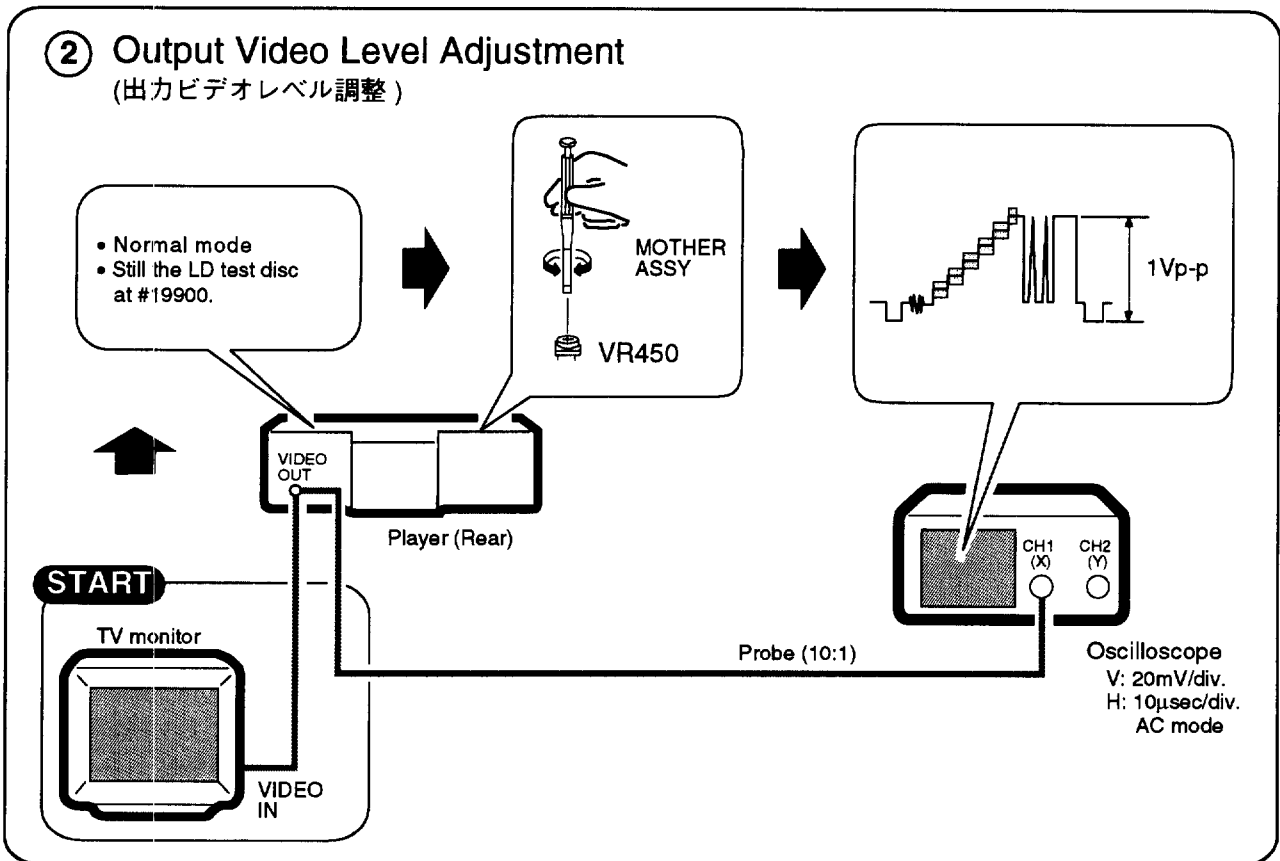 ② Output Video Level Adjustment
(出力ビデオレベル調整)
• Normal mode
• Still the LD test disc
at #19900.
MOTHER
ASSY
VR450
1Vp-p
VIDEO
OUT
Player (Rear)
START
TV monitor
VIDEO
IN
Probe (10:1)
CH1
(X)
CH2
(Y)
Oscilloscope
V: 20mV/div.
H: 10µsec/div.
AC mode